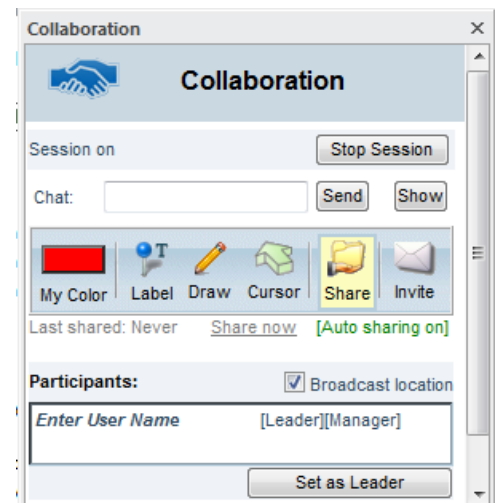 Collaboration
Collaboration
Session on Stop Session
Chat: Send Show
T
My Color Label Draw Cursor Share Invite
Last shared: Never Share now [Auto sharing on]
Participants: Broadcast location
Enter User Name [Leader][Manager]
Set as Leader